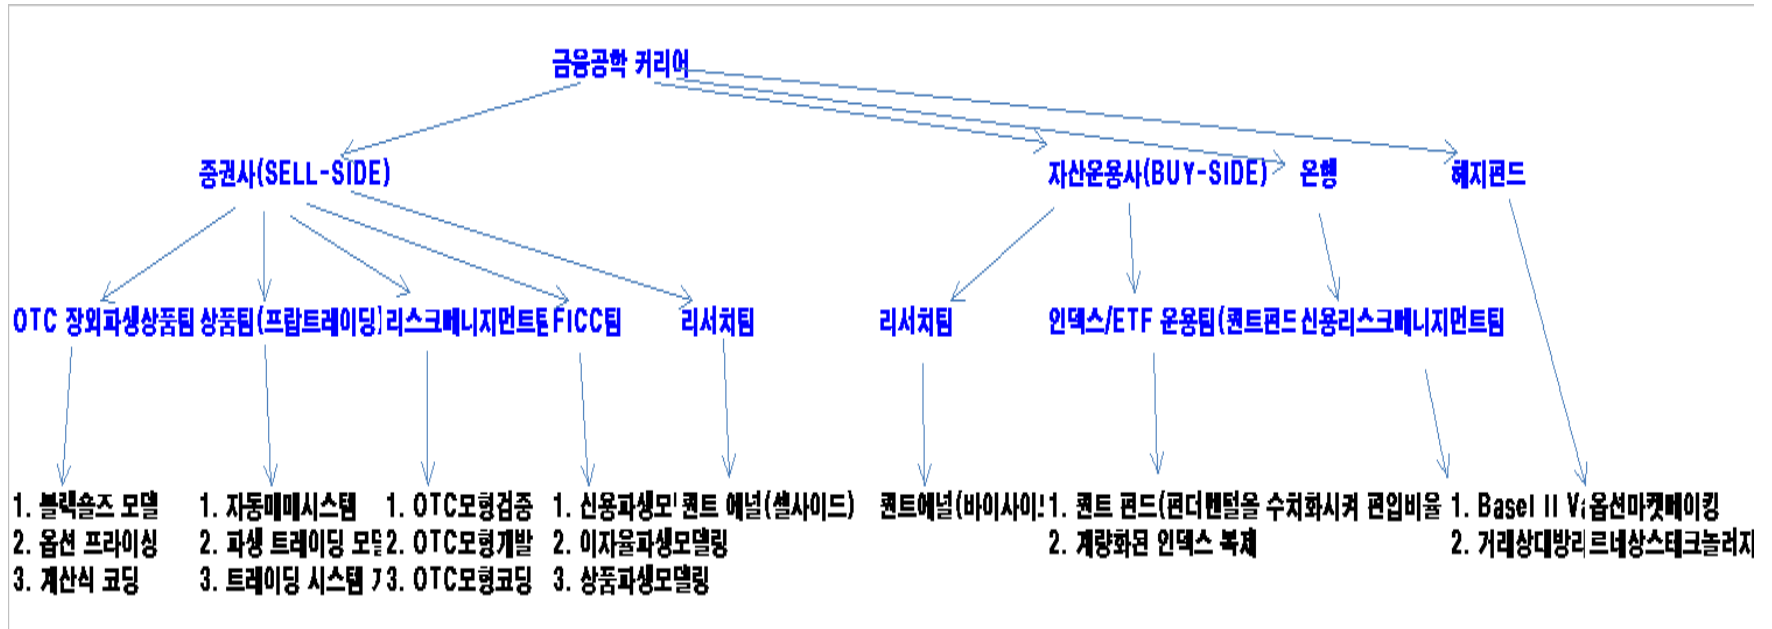 금융공학 커리어
증권사(SELL-SIDE)
자산운용사(BUY-SIDE)
은행
헤지펀드
OTC 장외파생상품팀
상품팀(프랍트레이딩)
리스크메니지먼트팀
FICC팀
리서치팀
리서치팀
인덱스/ETF 운용팀(퀀트펀드
신용리스크메니지먼트팀
1. 블랙숄즈 모델
2. 옵션 프라이싱
3. 계산식 코딩
1. 자동매매시스템
2. 파생 트레이딩 모
3. 트레이딩 시스템
1. OTC모형검증
2. OTC모형개발
3. OTC모형코딩
1. 신용파생모
2. 이자율파생모델링
3. 상품파생모델링
퀀트 애널(셀사이드)
퀀트애널(바이사이
1. 퀀트 펀드(펀더멘털을 수치화시켜 편입비율
2. 계량화된 인덱스 복제
1. Basel II
2. 거래상대방
옵션마켓메이킹
르네상스테크놀러지